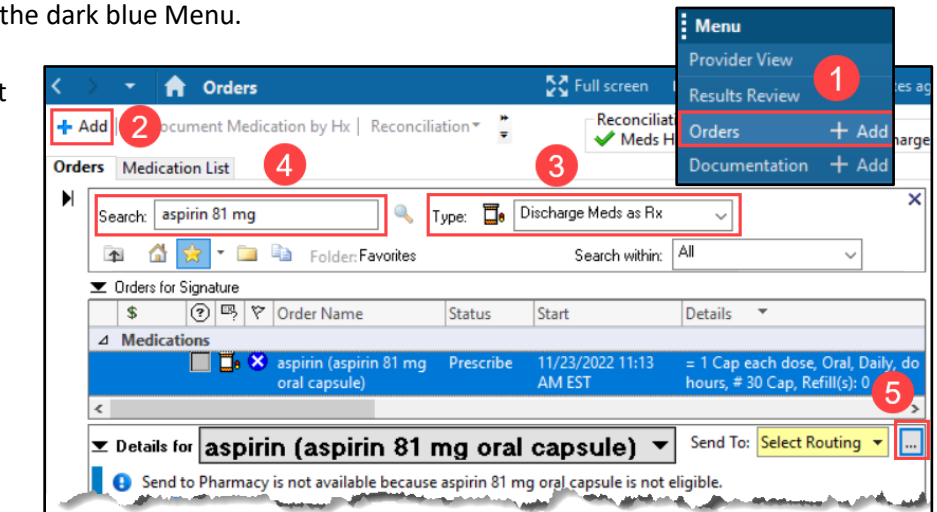 the dark blue Menu.
Menu
Provider View
1
Results Review
Orders + Add
Documentation + Add
t
Orders
Full screen
es ag
+ Add
2
ocument Medication by Hx
Reconciliation
Reconciliat
Meds H
harge
Orders
Medication List
4
3
Search: aspirin 81 mg
Type: Discharge Meds as Rx
Folder: Favorites
Search within: All
Orders for Signature
$ ? Order Name Status Start Details
Medications
aspirin (aspirin 81 mg Prescribe 11/23/2022 11:13 = 1 Cap each dose, Oral, Daily, do
oral capsule) AM EST hours, # 30 Cap, Refill(s): 0
5
Details for aspirin (aspirin 81 mg oral capsule) Send To: Select Routing ...
Send to Pharmacy is not available because aspirin 81 mg oral capsule is not eligible.